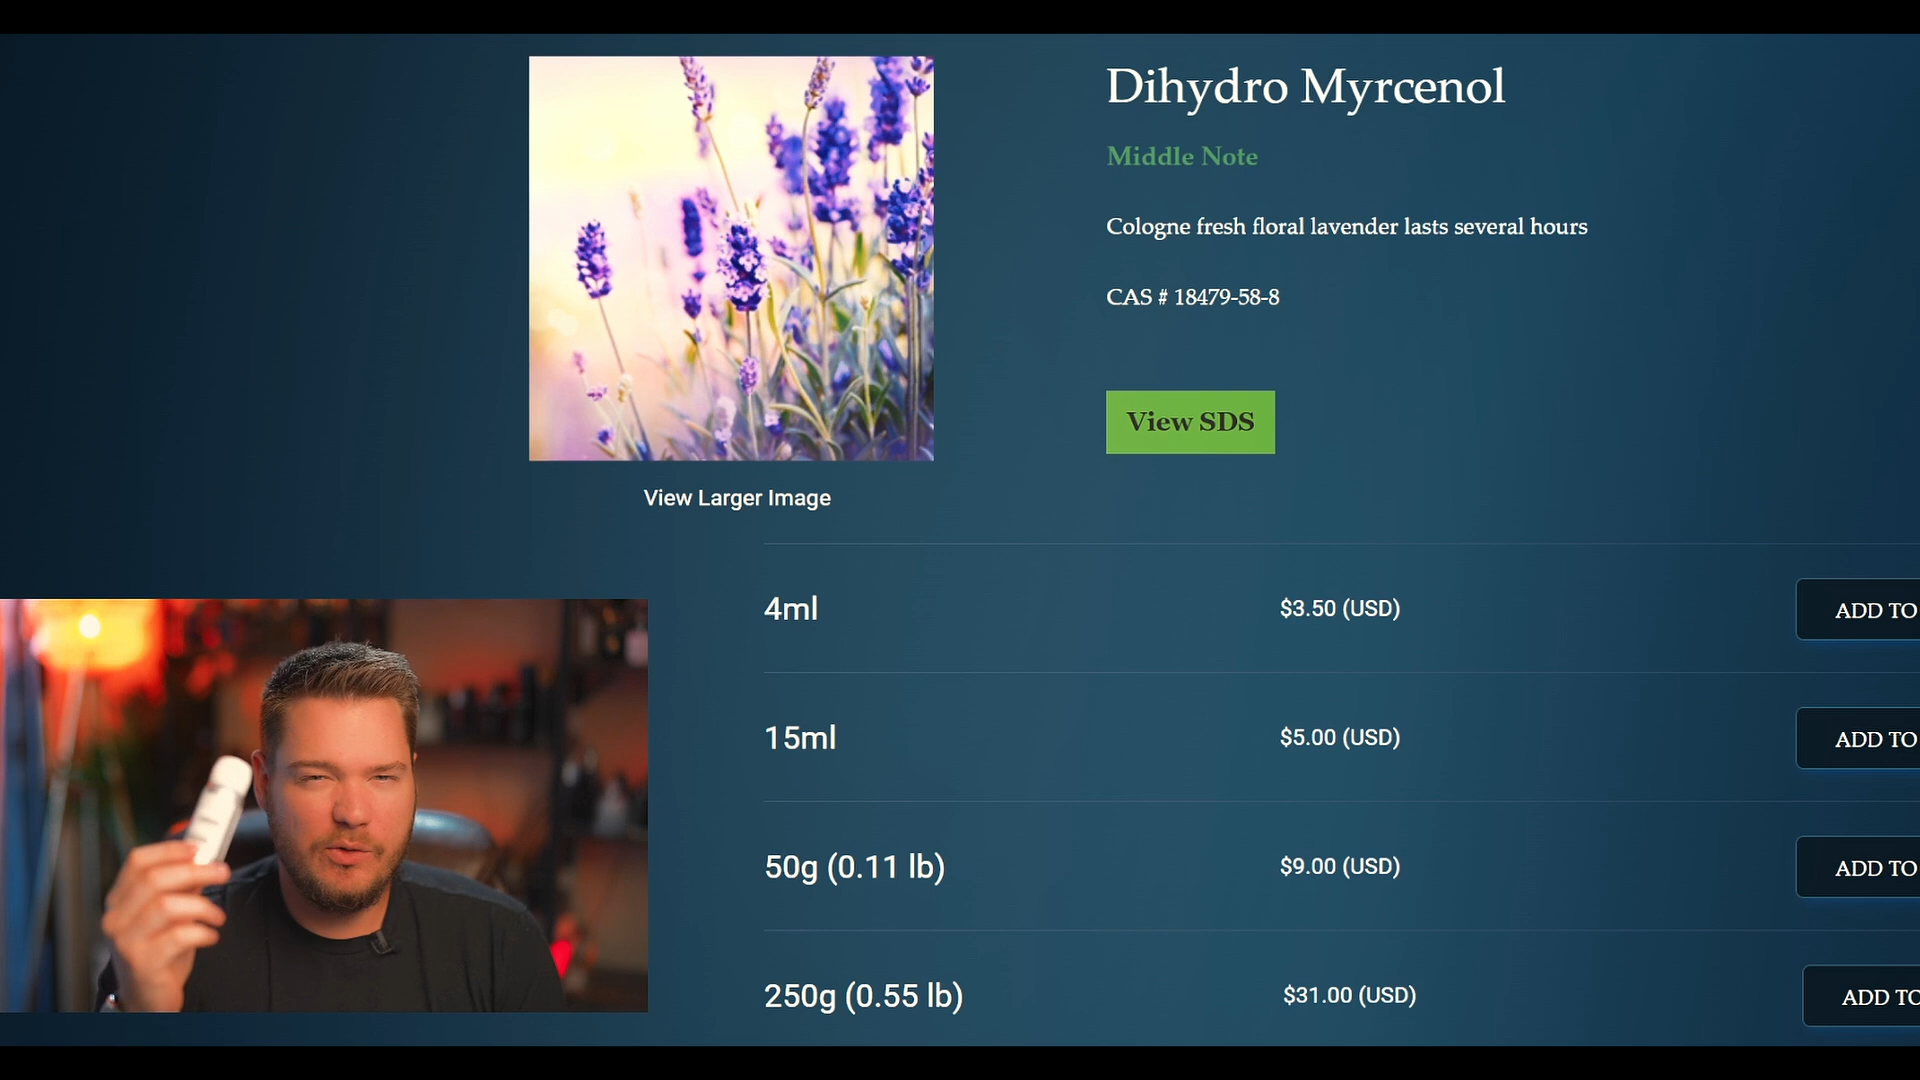 Dihydro Myrcenol
Middle Note
Cologne fresh floral lavender lasts several hours
CAS # 18479-58-8
View SDS
View Larger Image
4ml $3.50 (USD) ADD TO
15ml $5.00 (USD) ADD TO
50g (0.11 lb) $9.00 (USD) ADD TO
250g (0.55 lb) $31.00 (USD) ADD TO